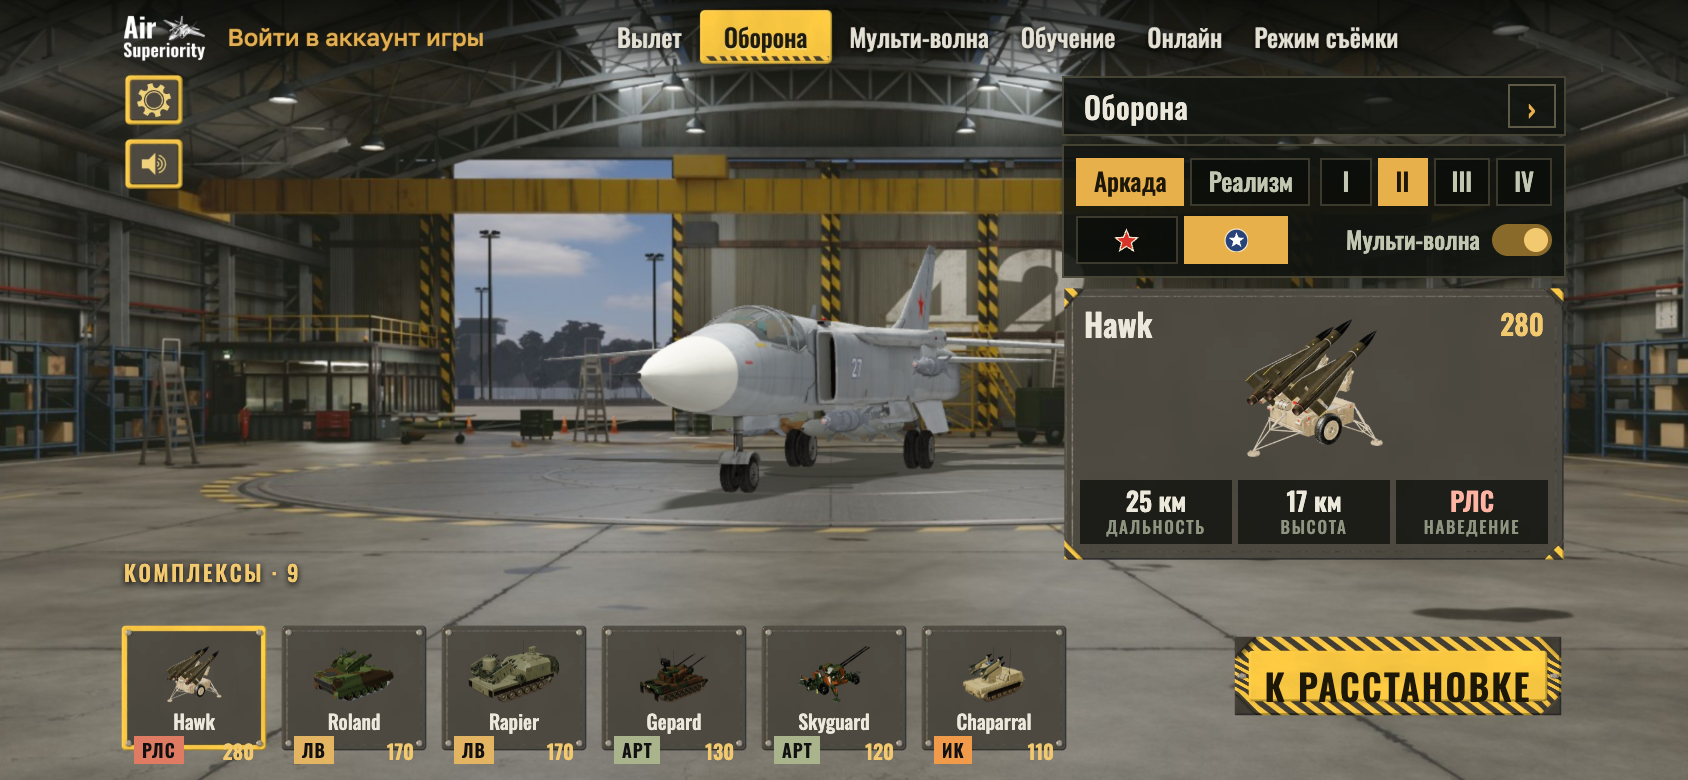 Air
Superiority
Войти в аккаунт игры
Вылет
Оборона
Мульти-волна
Обучение
Онлайн
Режим съёмки
Оборона
›
Аркада
Реализм
I
II
III
IV
Мульти-волна
42
27
Hawk
280
25 км
ДАЛЬНОСТЬ
17 км
ВЫСОТА
РЛС
НАВЕДЕНИЕ
КОМПЛЕКСЫ · 9
Hawk
РЛС
280
Roland
ЛВ
170
Rapier
ЛВ
170
Gepard
АРТ
130
Skyguard
АРТ
120
Chaparral
ИК
110
К РАССТАНОВКЕ